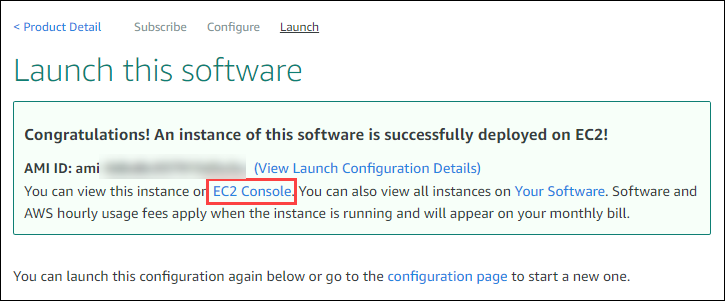 < Product Detail Subscribe Configure Launch
Launch this software
Congratulations! An instance of this software is successfully deployed on EC2!
AMI ID: ami (View Launch Configuration Details)
You can view this instance on EC2 Console. You can also view all instances on Your Software. Software and
AWS hourly usage fees apply when the instance is running and will appear on your monthly bill.
You can launch this configuration again below or go to the configuration page to start a new one.